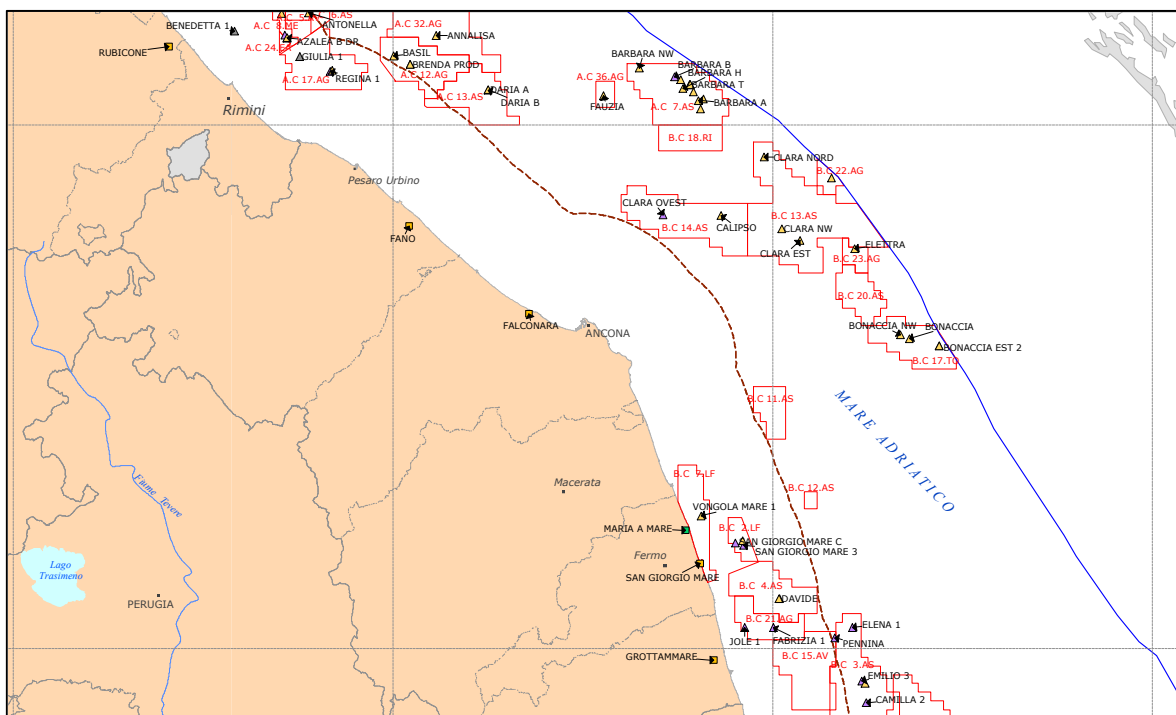 BENEDETTA 1
RUBICONE
A.C 8.ME
ANTONELLA
AZALEA B DR
GIULIA 1
A.C 17.AG
REGINA 1
A.C 32.AG
ANNALISA
BASIL
BRENDA PROD
A.C 12.AG
DARIA A
A.C 13.AS
DARIA B
A.C 36.AG
FAUZIA
BARBARA NW
BARBARA B
BARBARA H
BARBARA T
BARBARA A
A.C 7.AS
B.C 18.RI
Rimini
Pesaro Urbino
FANO
CLARA NORD
B.C 22.AG
CLARA OVEST
B.C 14.AS
CALIPSO
B.C 13.AS
CLARA NW
CLARA EST
ELETTRA
B.C 23.AG
B.C 20.AS
FALCONARA
ANCONA
BONACCIA NW
BONACCIA
BONACCIA EST 2
B.C 17.TO
B.C 11.AS
MARE ADRIATICO
Fiume Tevere
Macerata
B.C 7.LF
VONGOLA MARE 1
B.C 12.AS
MARIA A MARE
B.C 2.LF
SAN GIORGIO MARE C
SAN GIORGIO MARE 3
Fermo
SAN GIORGIO MARE
Lago
Trasimeno
PERUGIA
B.C 4.AS
DAVIDE
B.C 21.AG
JOLE 1
FABRIZIA 1
ELENA 1
PENNINA
GROTTAMMARE
B.C 15.AV
B.C 3.AS
EMILIO 3
CAMILLA 2